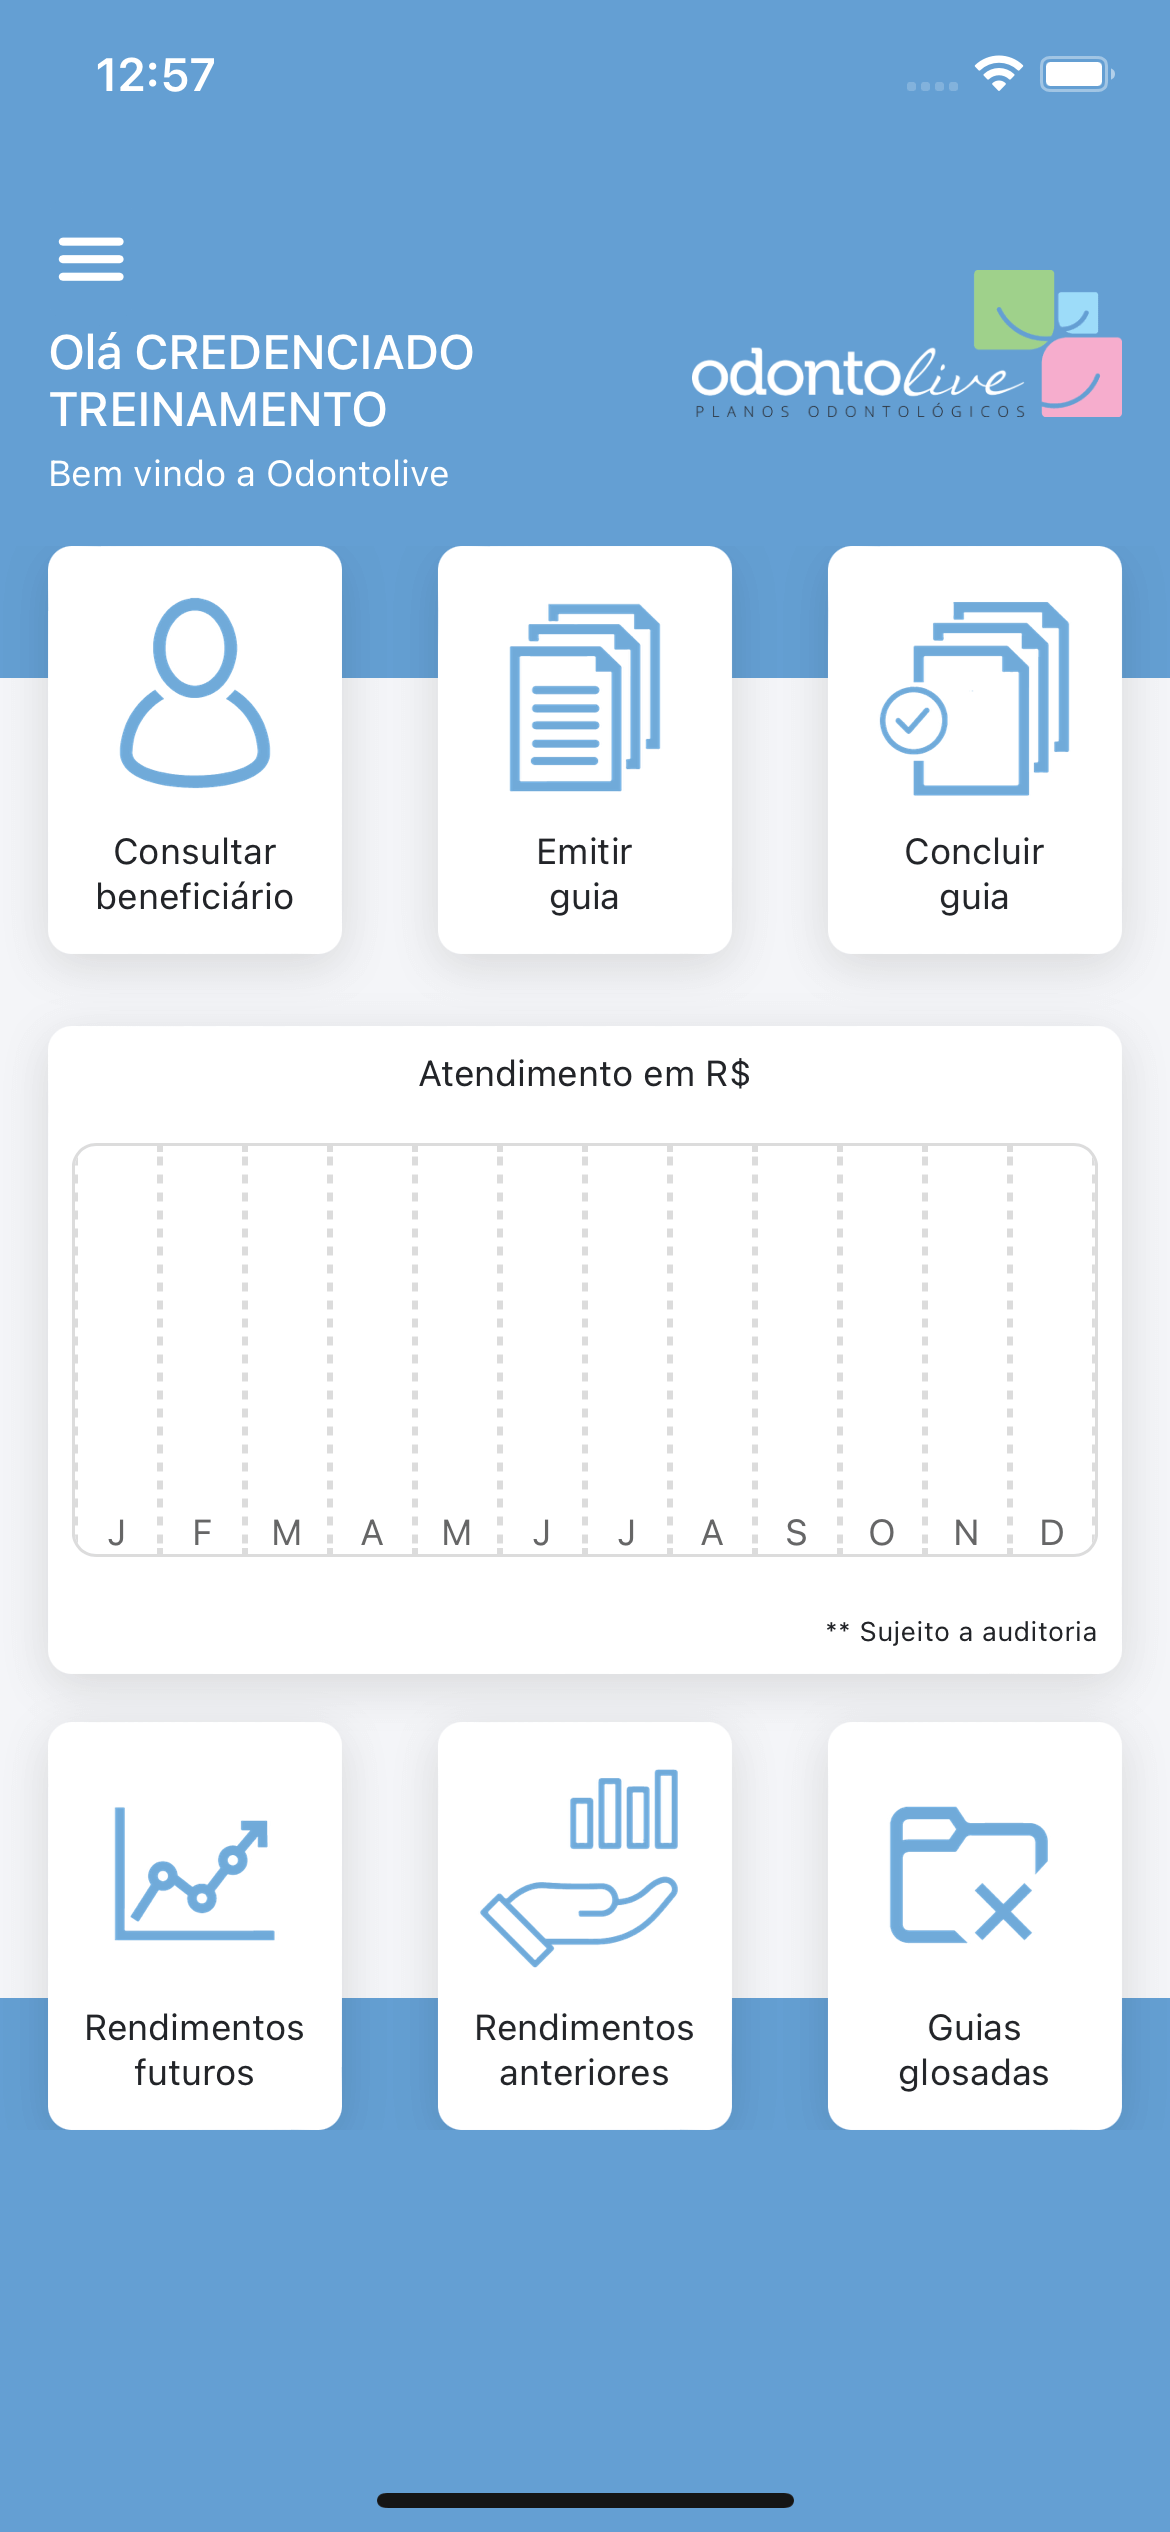 12:57
Olá CREDENCIADO
TREINAMENTO
Bem vindo a Odontolive
odontolive
PLANOS ODONTOLÓGICOS
Consultar
beneficiário
Emitir
guia
Concluir
guia
Atendimento em R$
J F M A M J J A S O N D
** Sujeito a auditoria
Rendimentos
futuros
Rendimentos
anteriores
Guias
glosadas